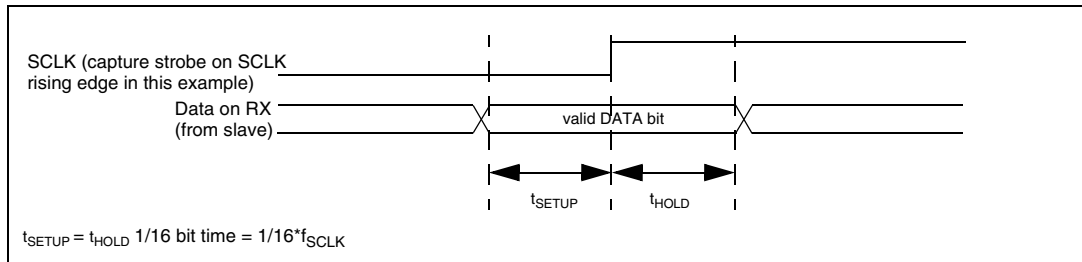 SCLK (capture strobe on SCLK
rising edge in this example)
Data on RX
(from slave)
valid DATA bit
tSETUP
tHOLD
tSETUP = tHOLD 1/16 bit time = 1/16*fSCLK